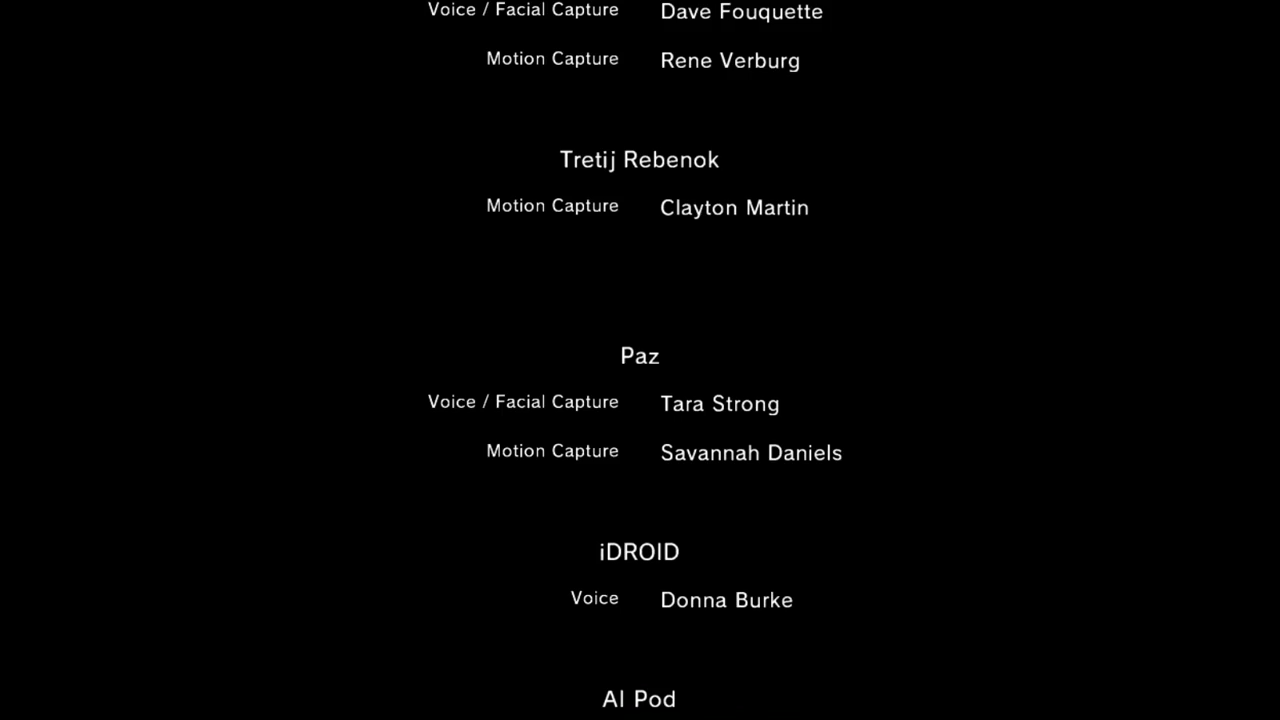 Voice / Facial Capture Dave Fouquette
Motion Capture Rene Verburg
Tretij Rebenok
Motion Capture Clayton Martin
Paz
Voice / Facial Capture Tara Strong
Motion Capture Savannah Daniels
iDROID
Voice Donna Burke
AI Pod